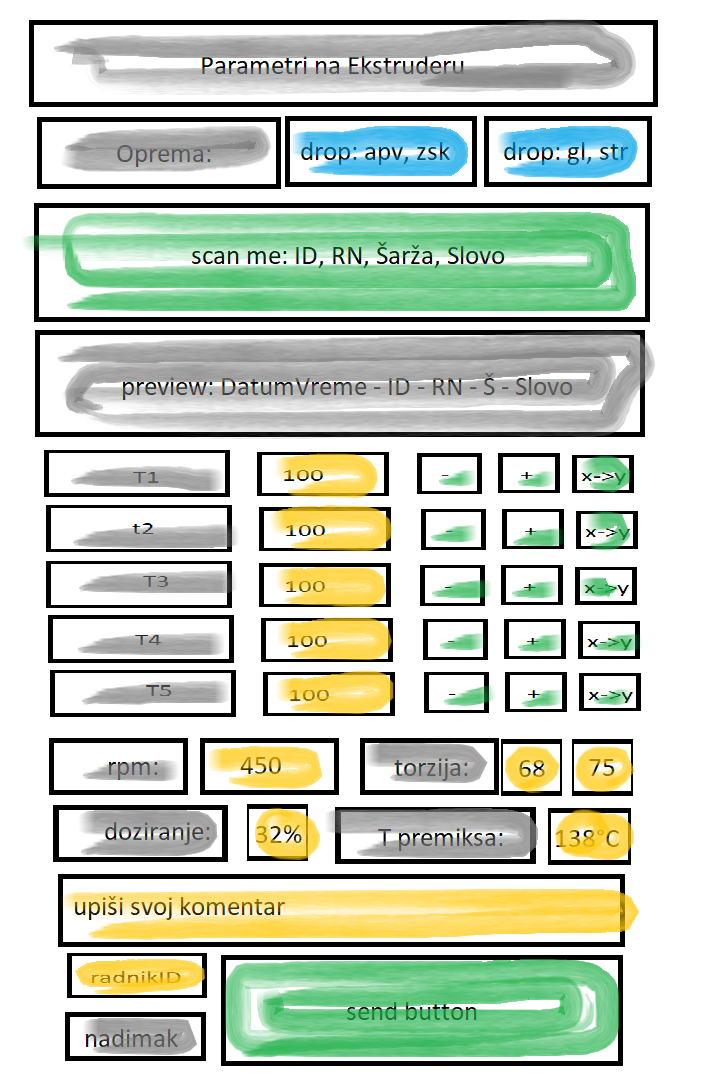 Parametri na Ekstruderu
Oprema: drop: apv, zsk drop: gl, str
scan me: ID, RN, Šarža, Slovo
preview: DatumVreme - ID - RN - Š - Slovo
T1 100 - + x->y
t2 100 - + x->y
T3 100 - + x->y
T4 100 - + x->y
T5 100 - + x->y
rpm: 450 torzija: 68 75
doziranje: 32% T premiksa: 138°C
upiši svoj komentar
radnikID
send button
nadimak